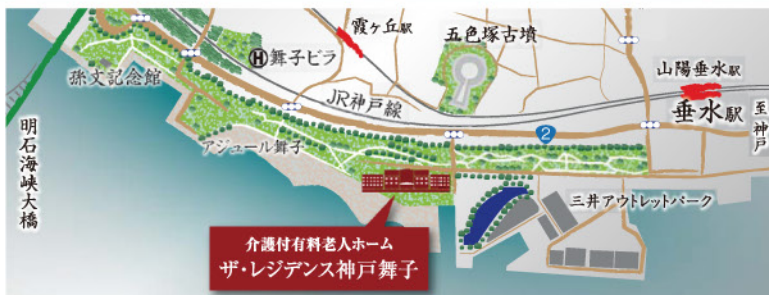 霞ヶ丘駅
五色塚古墳
H舞子ビラ
山陽垂水駅
孫文記念館
JR神戸線
垂水駅
至神戸
2
アジュール舞子
明石海峡大橋
三井アウトレットパーク
介護付有料老人ホーム
ザ・レジデンス神戸舞子